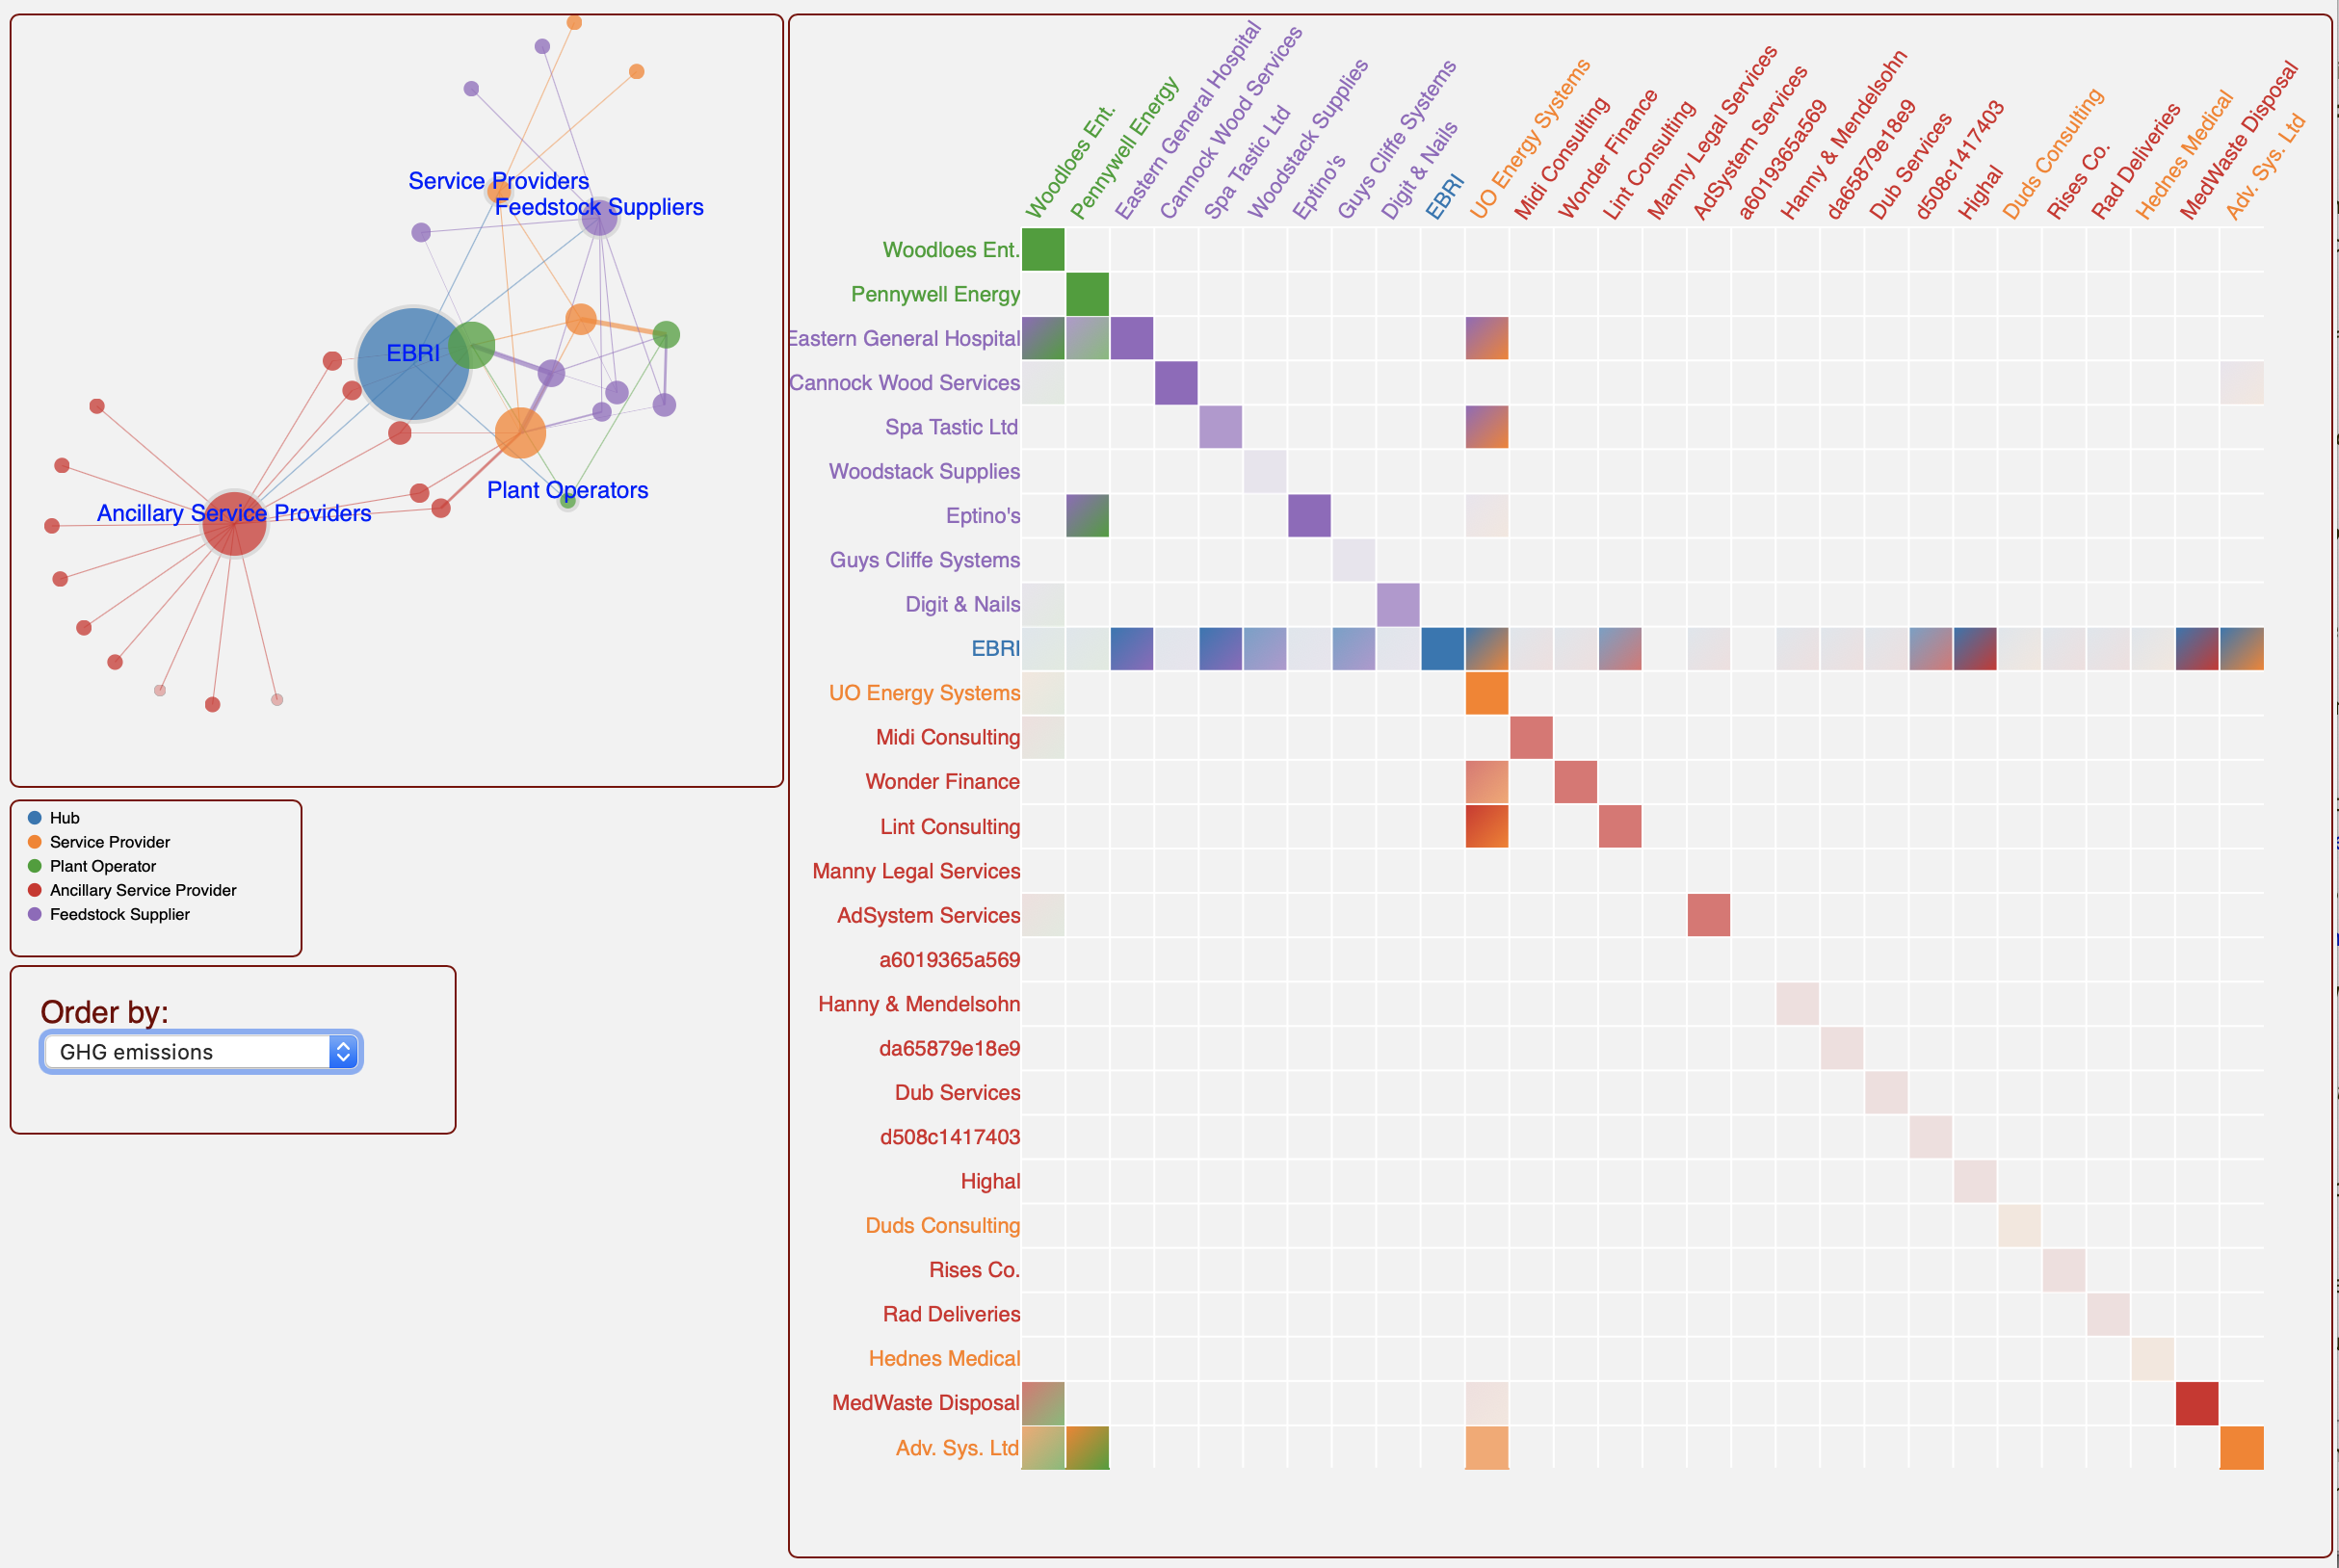 Service Providers
Feedstock Suppliers
EBRI
Plant Operators
Ancillary Service Providers
Hub
Service Provider
Plant Operator
Ancillary Service Provider
Feedstock Supplier
Order by:
GHG emissions
Woodloes Ent.
Pennywell Energy
Eastern General Hospital
Cannock Wood Services
Spa Tastic Ltd
Woodstack Supplies
Eptino's
Guys Cliffe Systems
Digit & Nails
EBRI
UO Energy Systems
Midi Consulting
Wonder Finance
Lint Consulting
Manny Legal Services
AdSystem Services
a6019365a569
Hanny & Mendelsohn
da65879e18e9
Dub Services
d508c1417403
Highal
Duds Consulting
Rises Co.
Rad Deliveries
Hednes Medical
MedWaste Disposal
Adv. Sys. Ltd
Woodloes Ent.
Pennywell Energy
Eastern General Hospital
Cannock Wood Services
Spa Tastic Ltd
Woodstack Supplies
Eptino's
Guys Cliffe Systems
Digit & Nails
EBRI
UO Energy Systems
Midi Consulting
Wonder Finance
Lint Consulting
Manny Legal Services
AdSystem Services
a6019365a569
Hanny & Mendelsohn
da65879e18e9
Dub Services
d508c1417403
Highal
Duds Consulting
Rises Co.
Rad Deliveries
Hednes Medical
MedWaste Disposal
Adv. Sys. Ltd